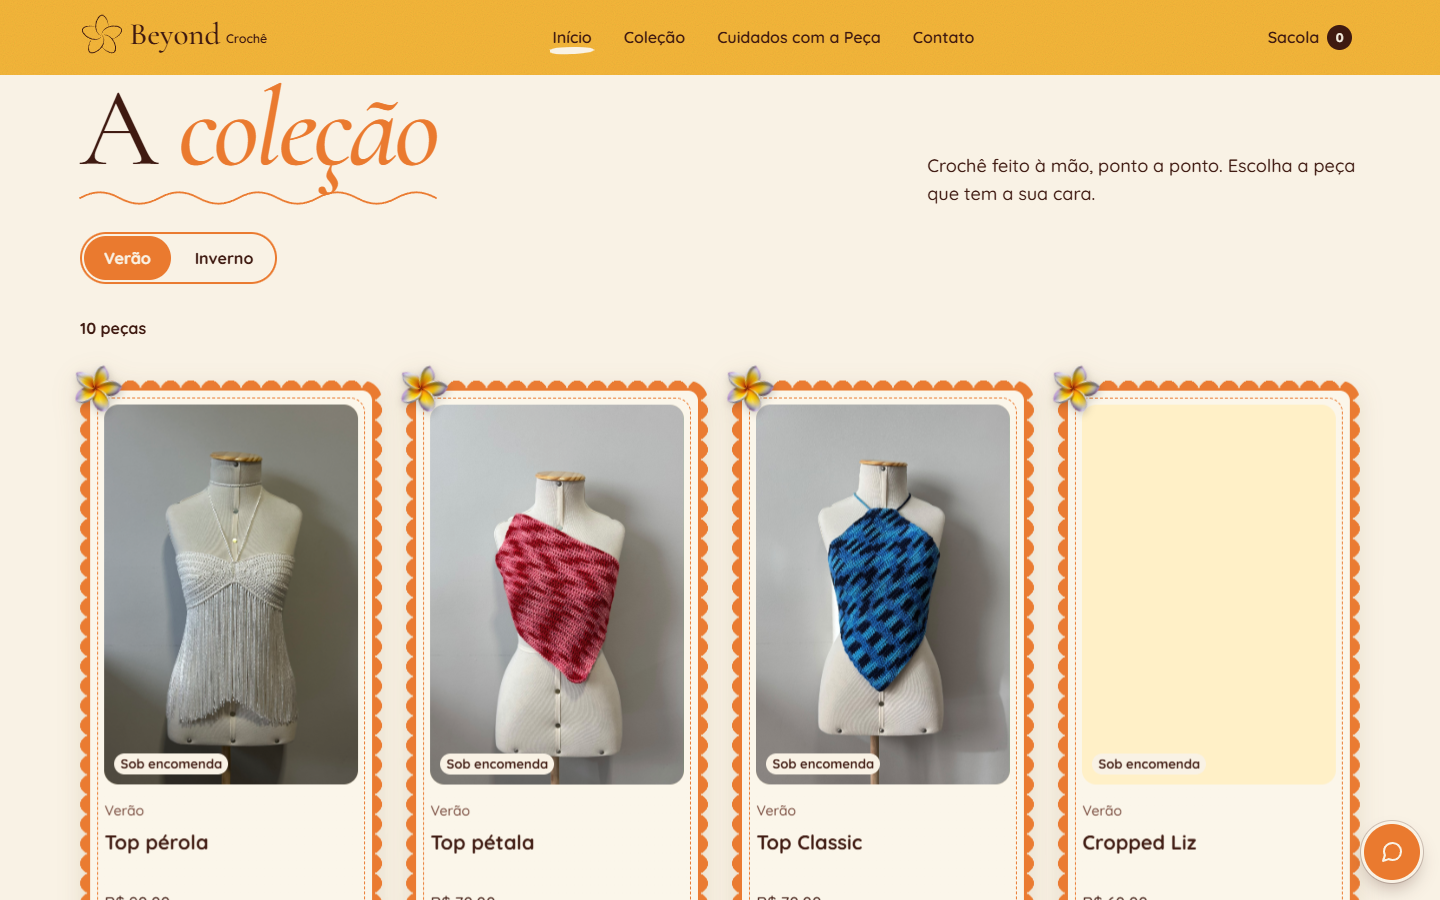 Beyond Crochê
Início
Coleção
Cuidados com a Peça
Contato
Sacola 0
A coleção
Crochê feito à mão, ponto a ponto. Escolha a peça
que tem a sua cara.
Verão
Inverno
10 peças
Sob encomenda
Verão
Top pérola
Sob encomenda
Verão
Top pétala
Sob encomenda
Verão
Top Classic
Sob encomenda
Verão
Cropped Liz